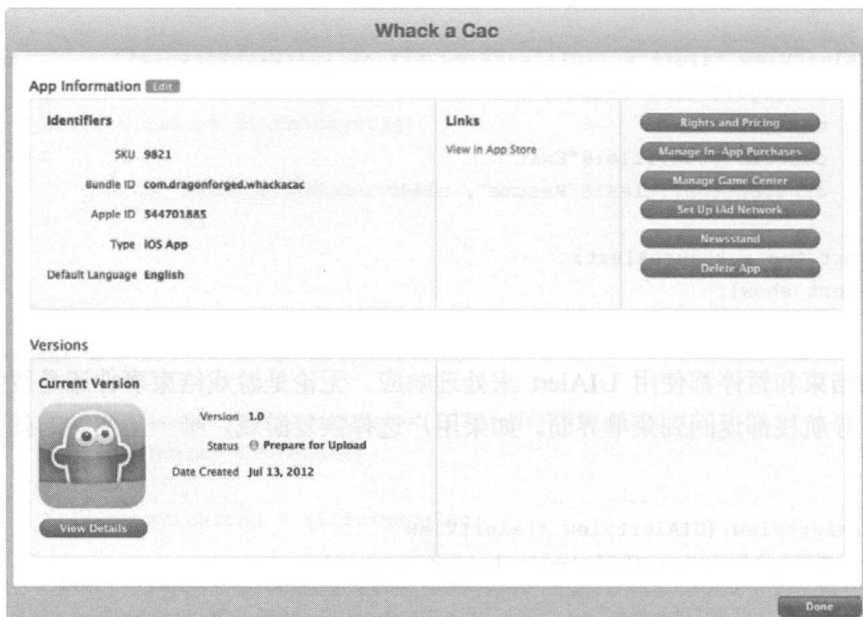 Whack a Cac
App Information Edit
Identifiers
SKU 9821
Bundle ID com.dragonforged.whackacac
Apple ID 544701885
Type iOS App
Default Language English
Links
View in App Store
Rights and Pricing
Manage In-App Purchases
Manage Game Center
Set Up iAd Network
Newsstand
Delete App
Versions
Current Version
Version 1.0
Status Prepare for Upload
Date Created Jul 13, 2012
View Details
Done